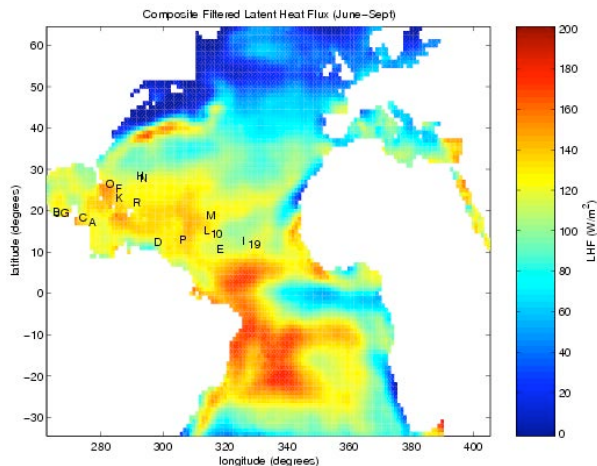 Composite Filtered Latent Heat Flux (June-Sept)
60
50
40
30
20
10
0
−10
−20
−30
latitude (degrees)
280
300
320
340
360
380
400
longitude (degrees)
H N
O F
K
R
B G
C A
M
L 10
D P
E
I 19
200
180
160
140
120
100
80
60
40
20
0
LHF (W/m²)